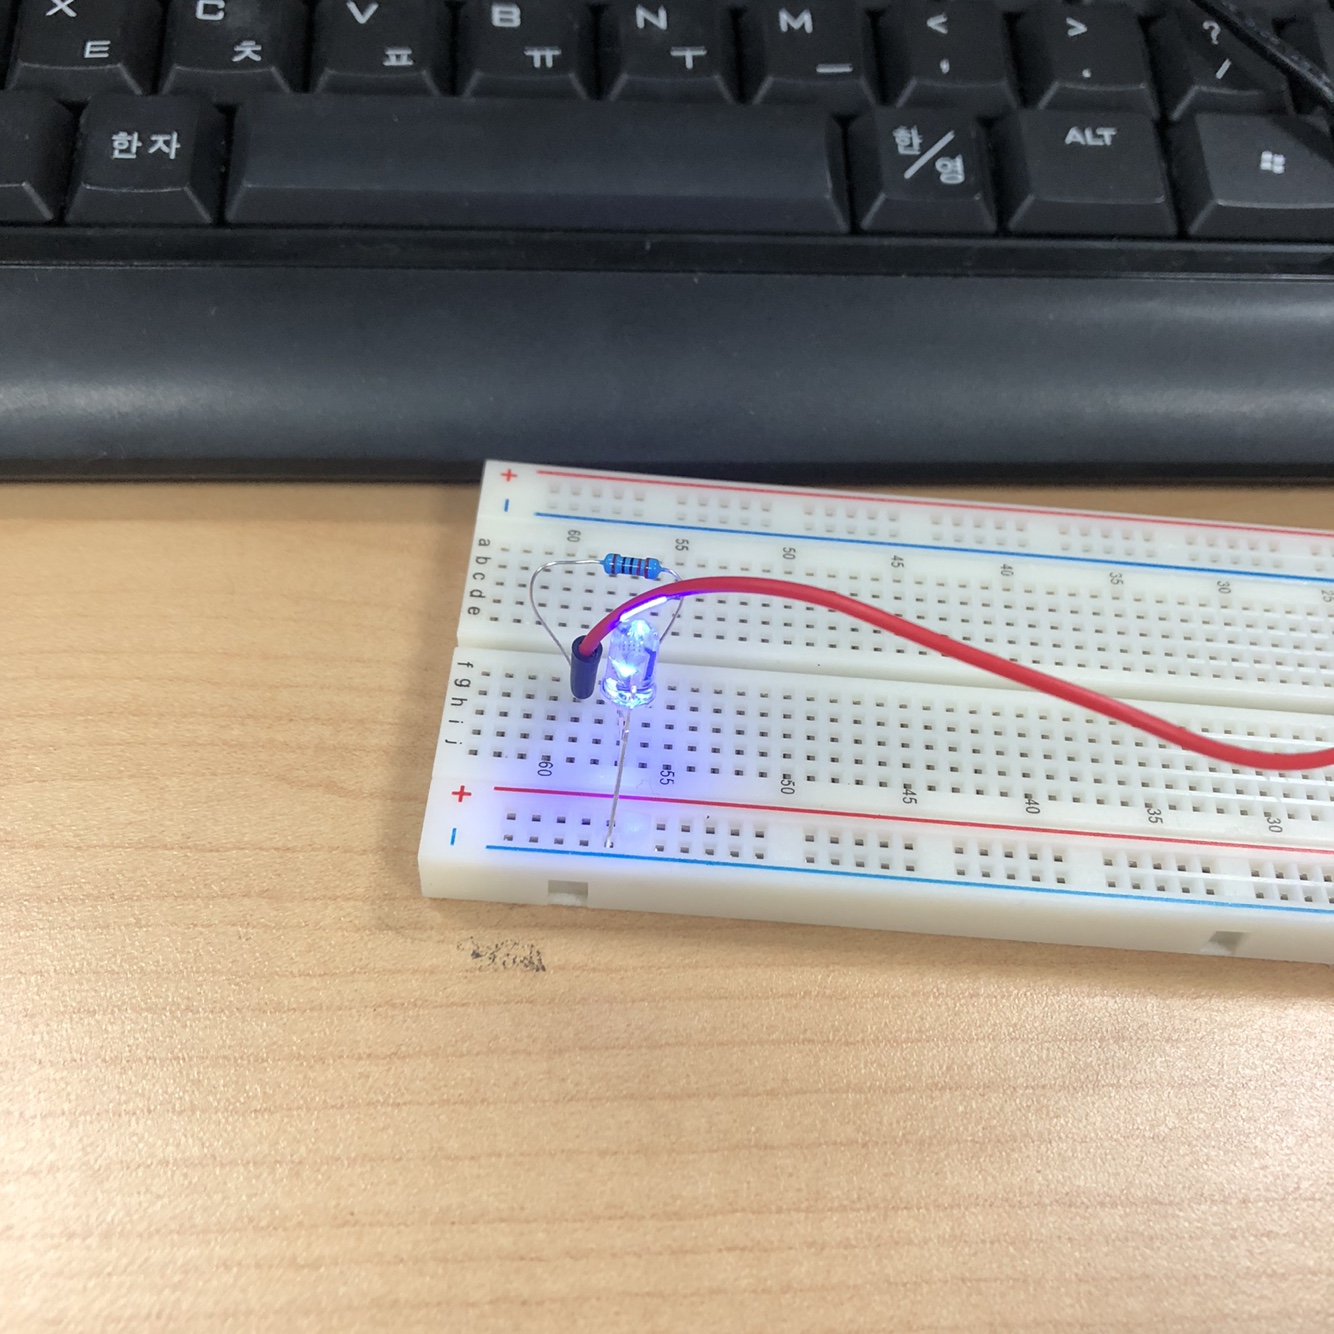 X C V B N M < > ?
ㅌ ㅊ ㅍ ㅠ ㅜ ㅡ , . /
한자 한/영 ALT
+
-
60 55 50 45 40 35 30 25
a
b
c
d
e
f
g
h
i
j
60 55 50 45 40 35 30
+
-